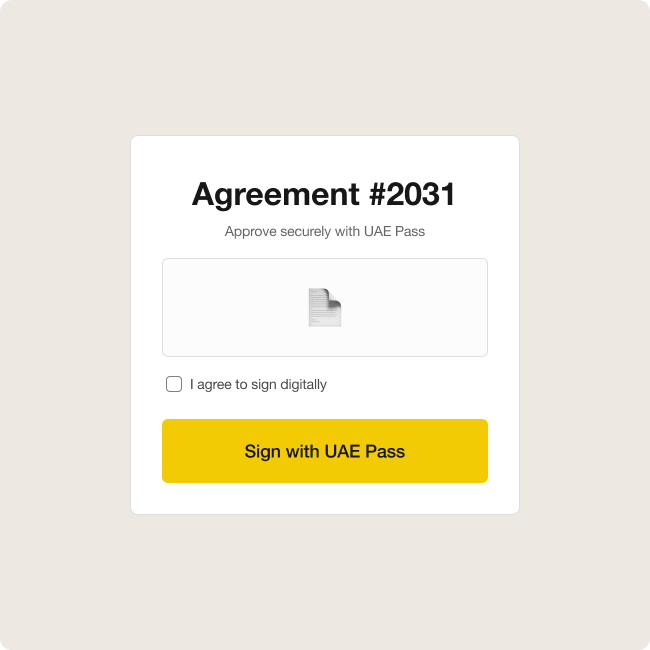 Agreement #2031
Approve securely with UAE Pass
I agree to sign digitally
Sign with UAE Pass